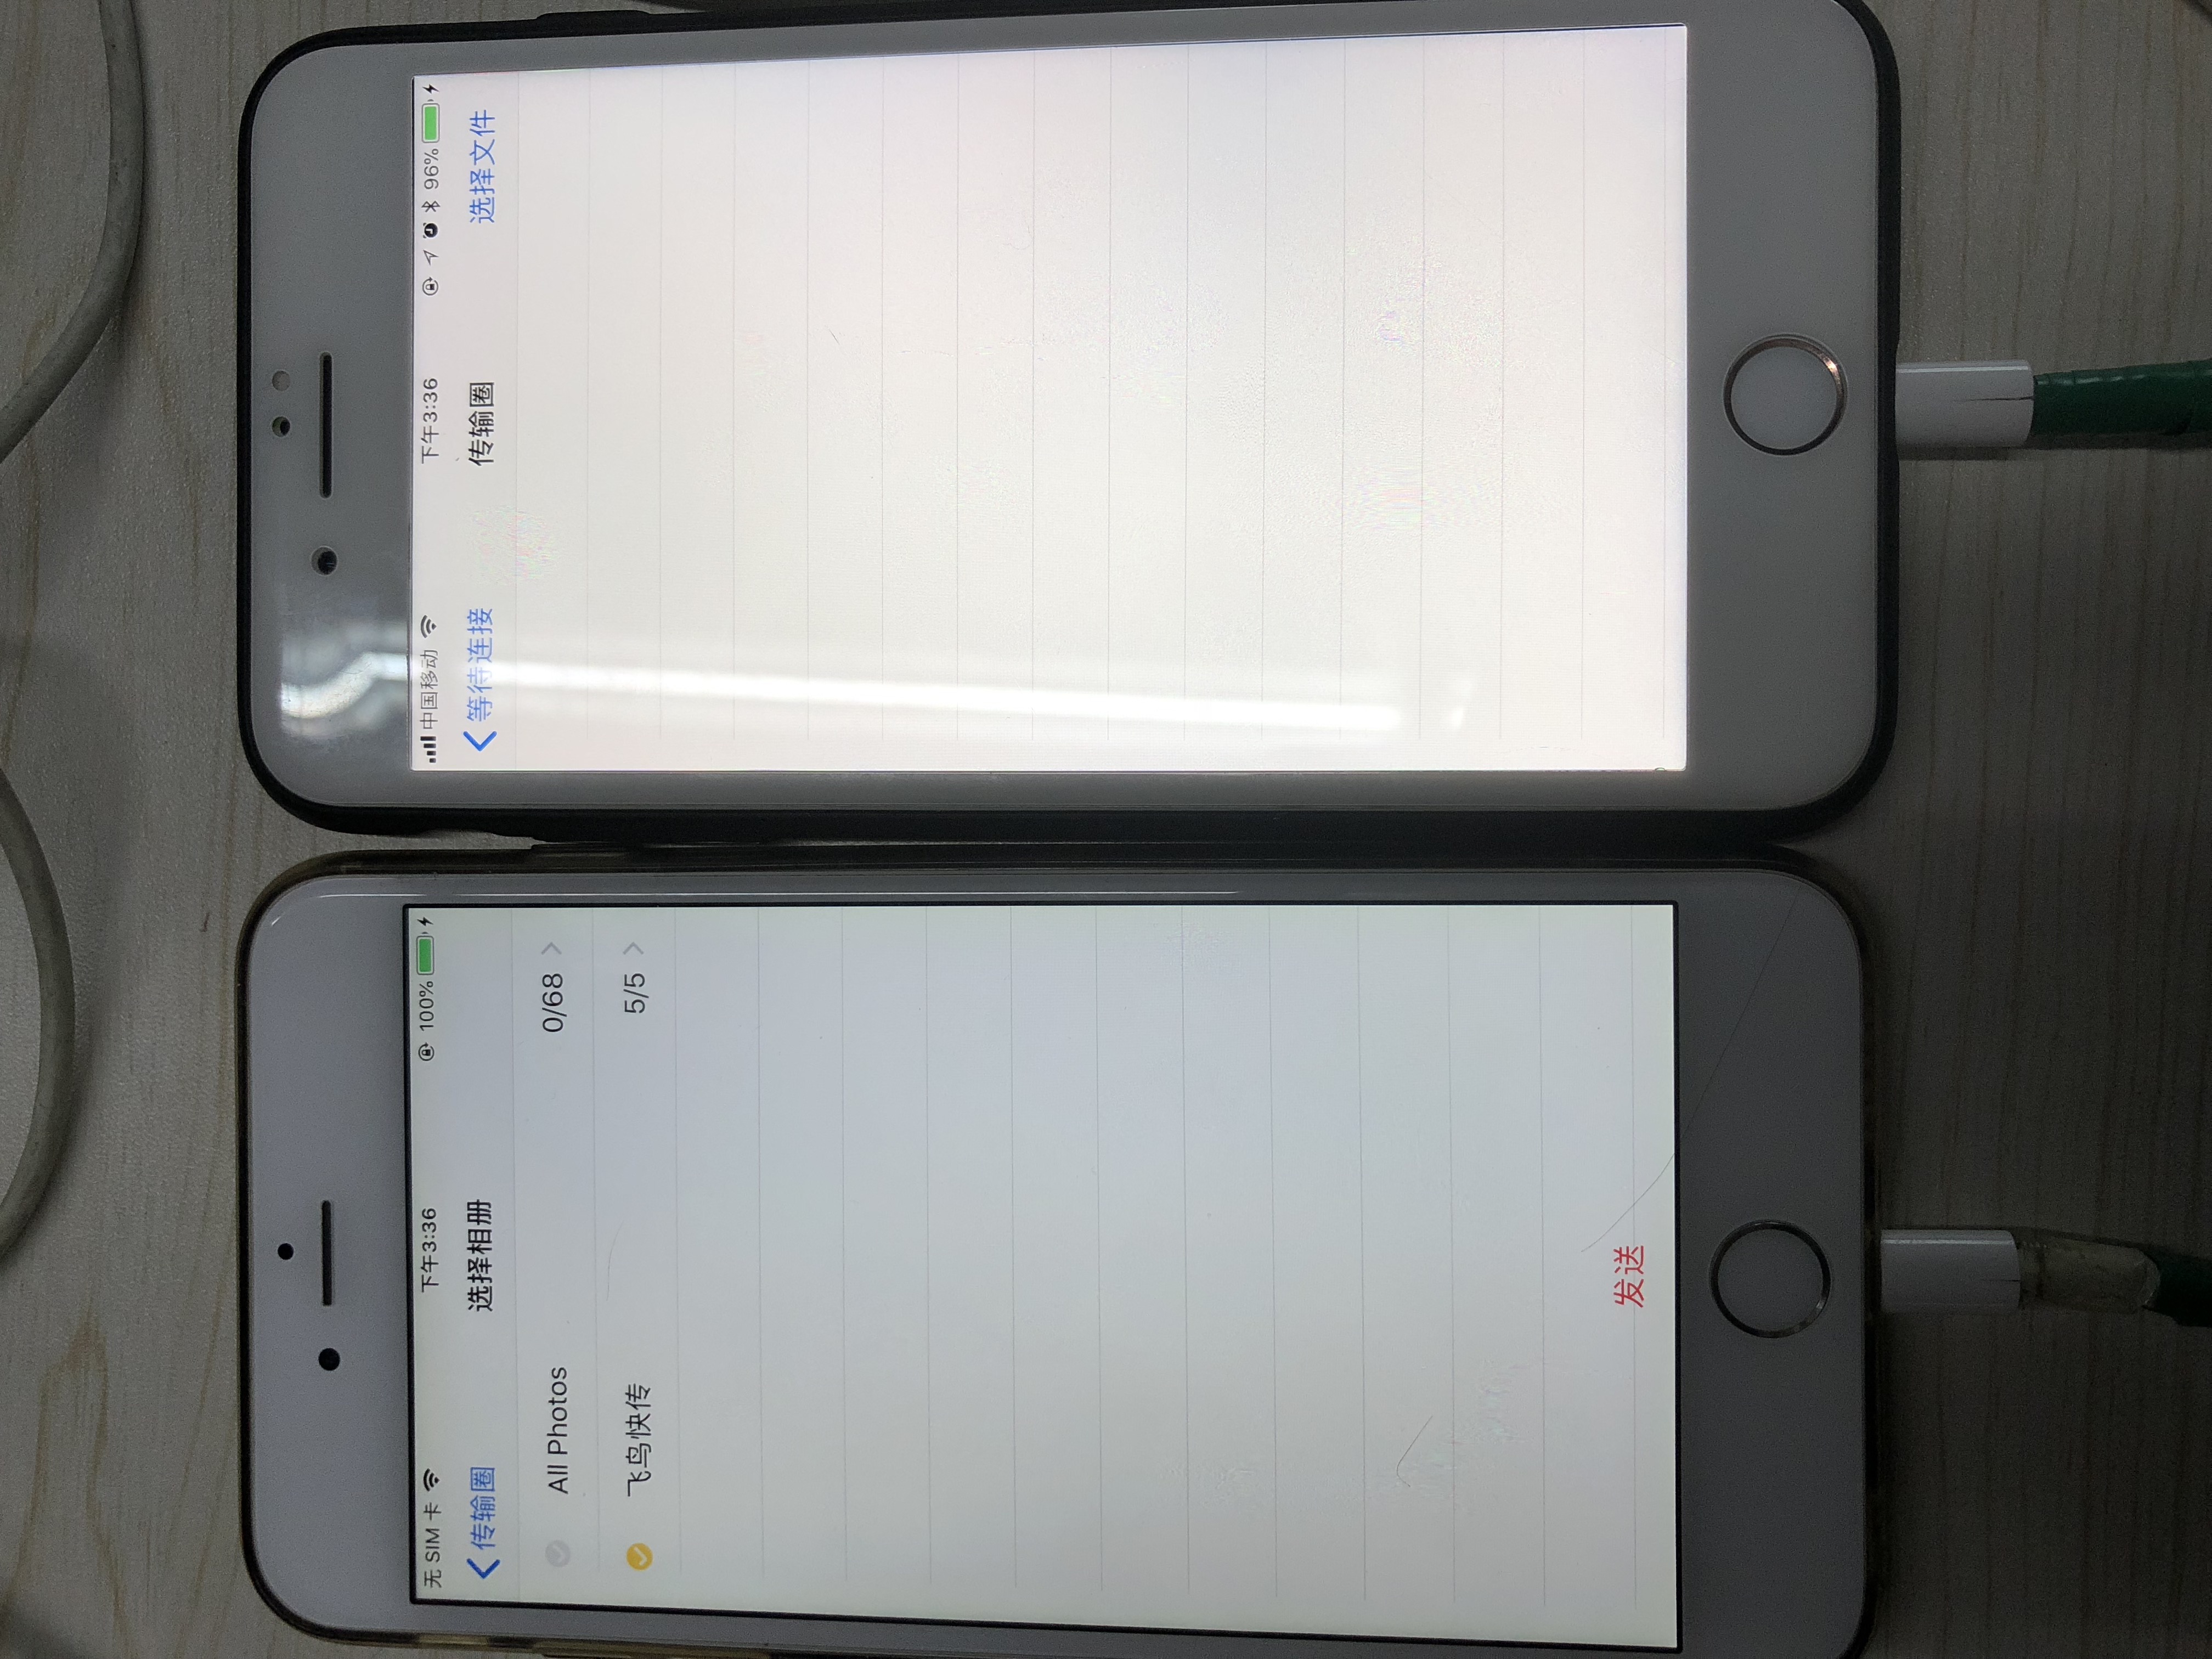 无 SIM 卡 下午3:36 100%
传输圈 选择相册
All Photos 0/68
飞鸟快传 5/5
发送
中国移动 下午3:36 96%
等待连接 传输圈 选择文件